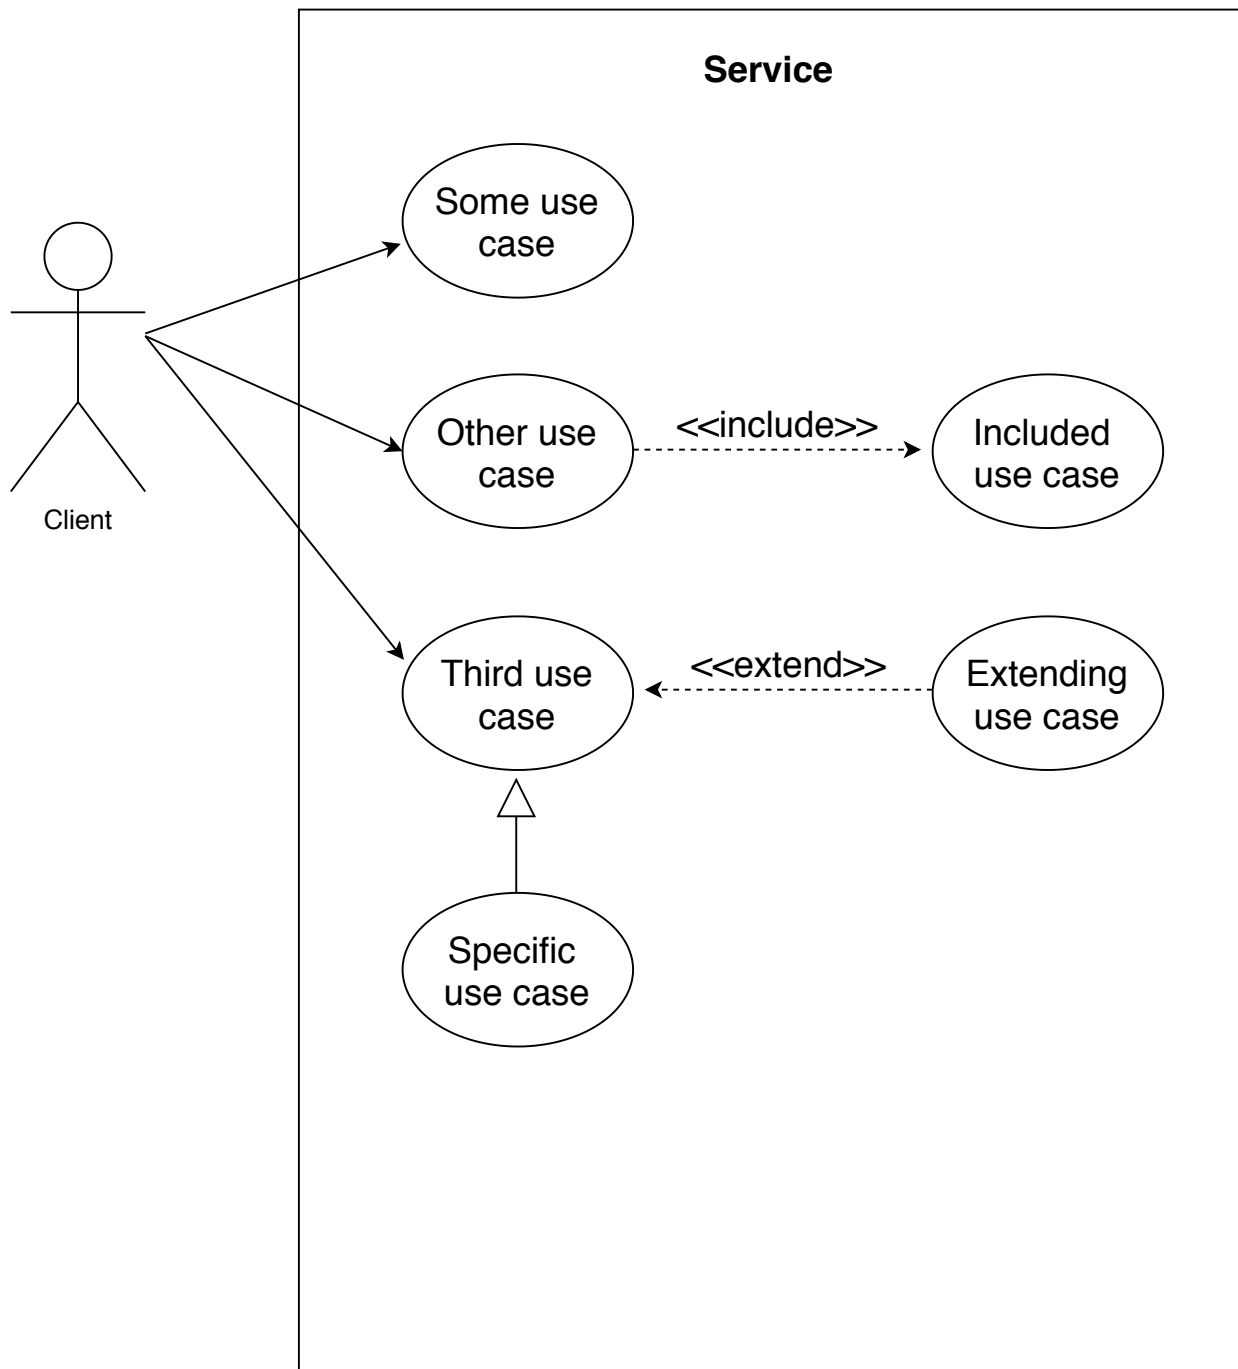 Service
Some use
case
Other use
case
<<include>>
Included
use case
Client
Third use
case
<<extend>>
Extending
use case
Specific
use case